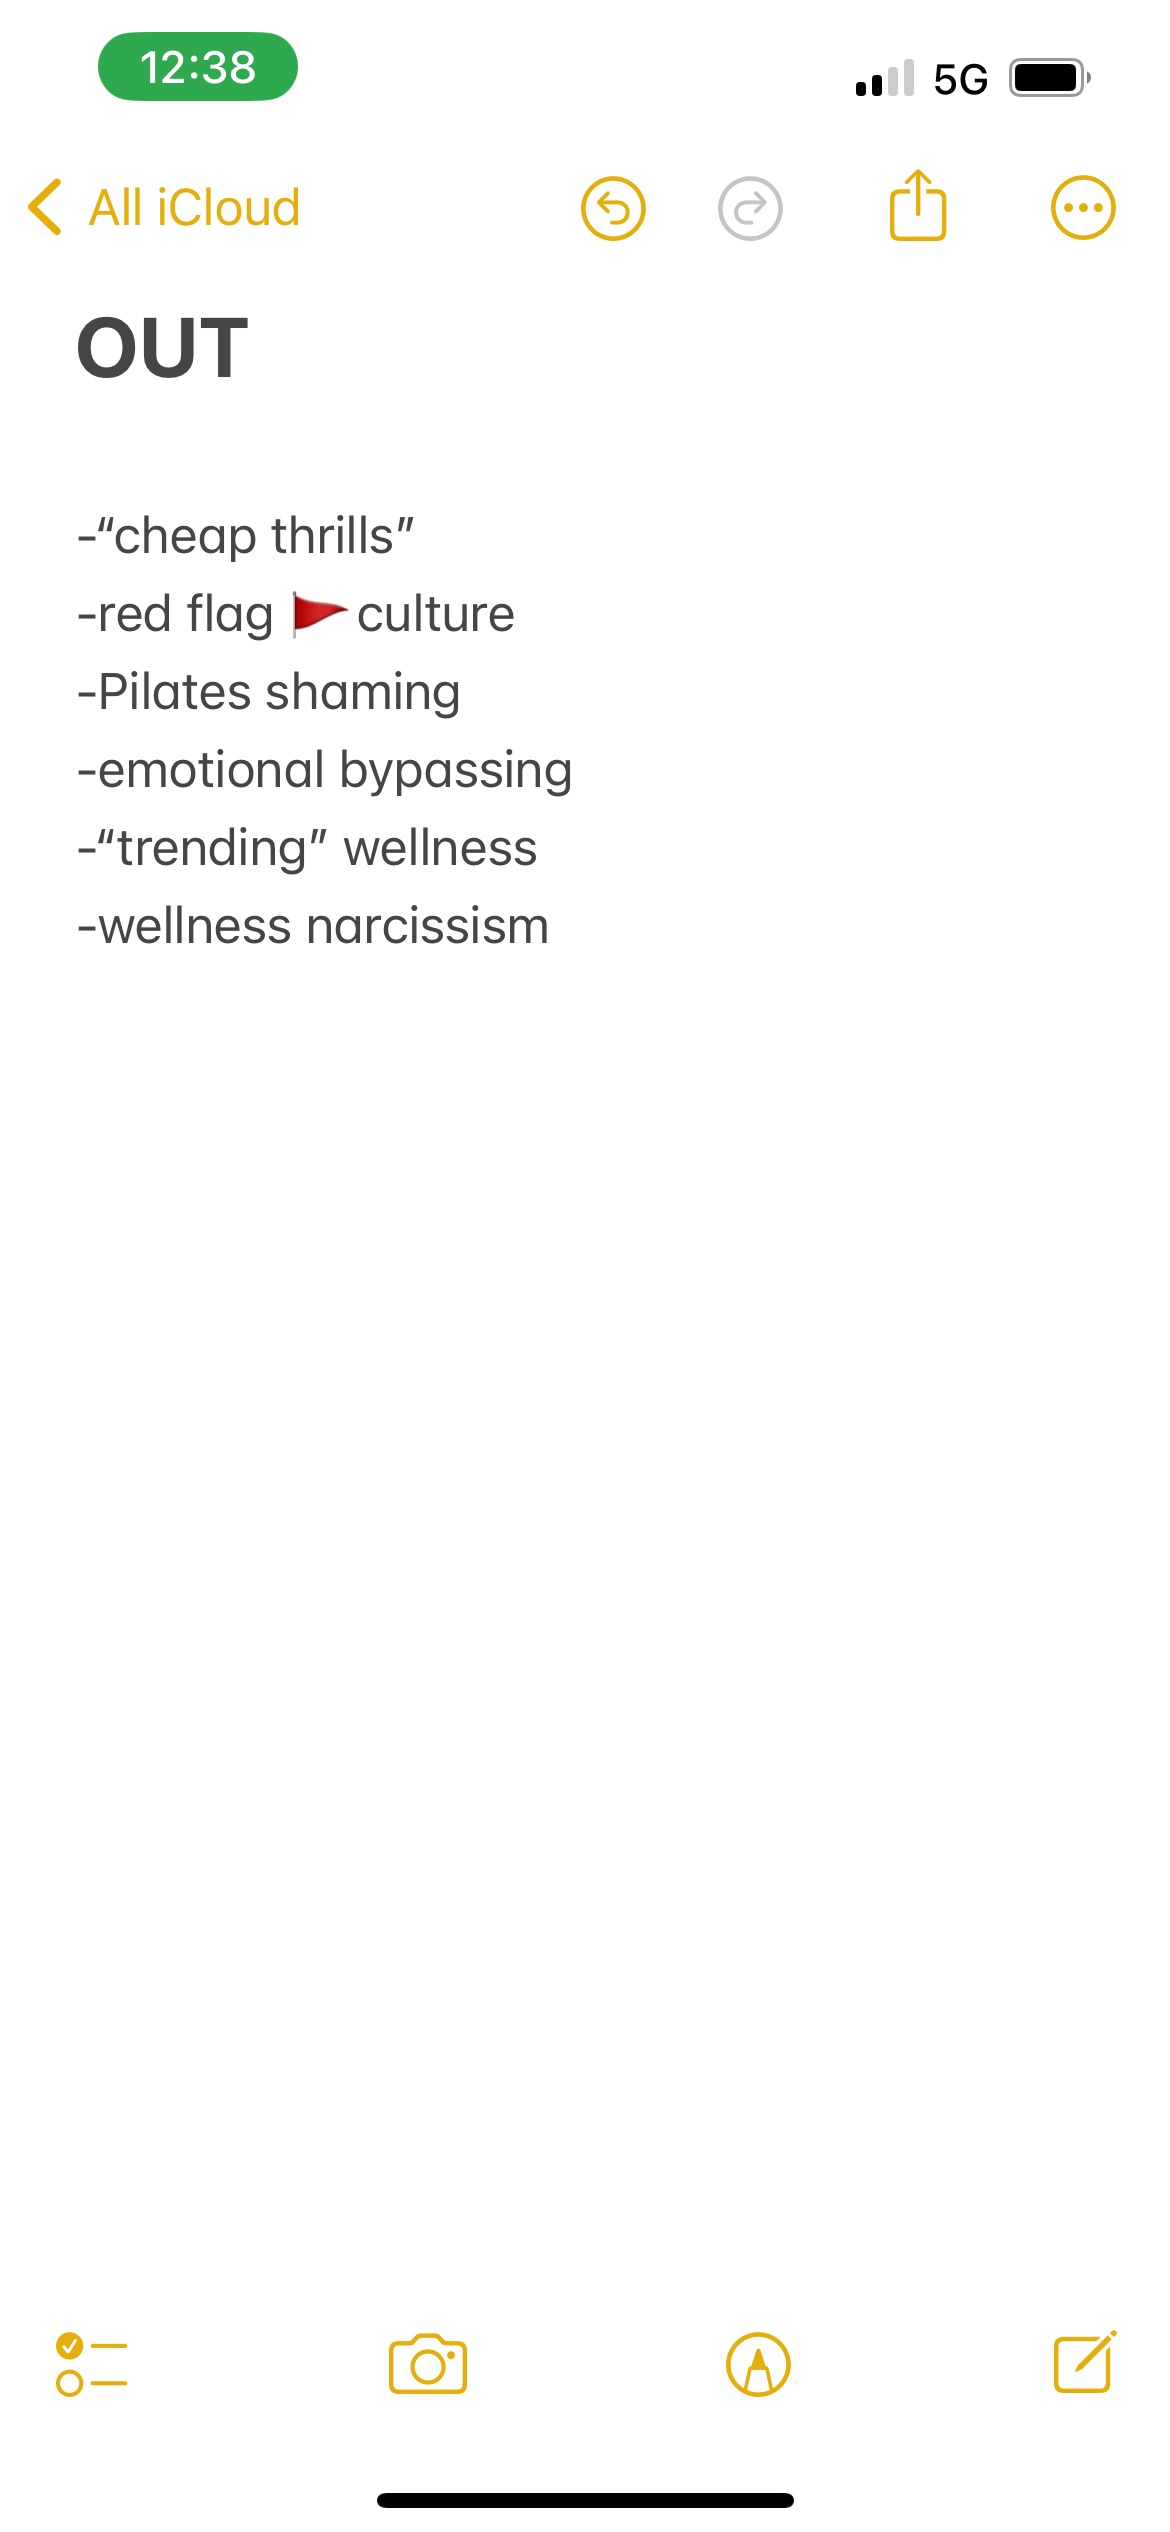 12:38
5G
All iCloud
OUT
-“cheap thrills”
-red flag 🚩culture
-Pilates shaming
-emotional bypassing
-“trending” wellness
-wellness narcissism